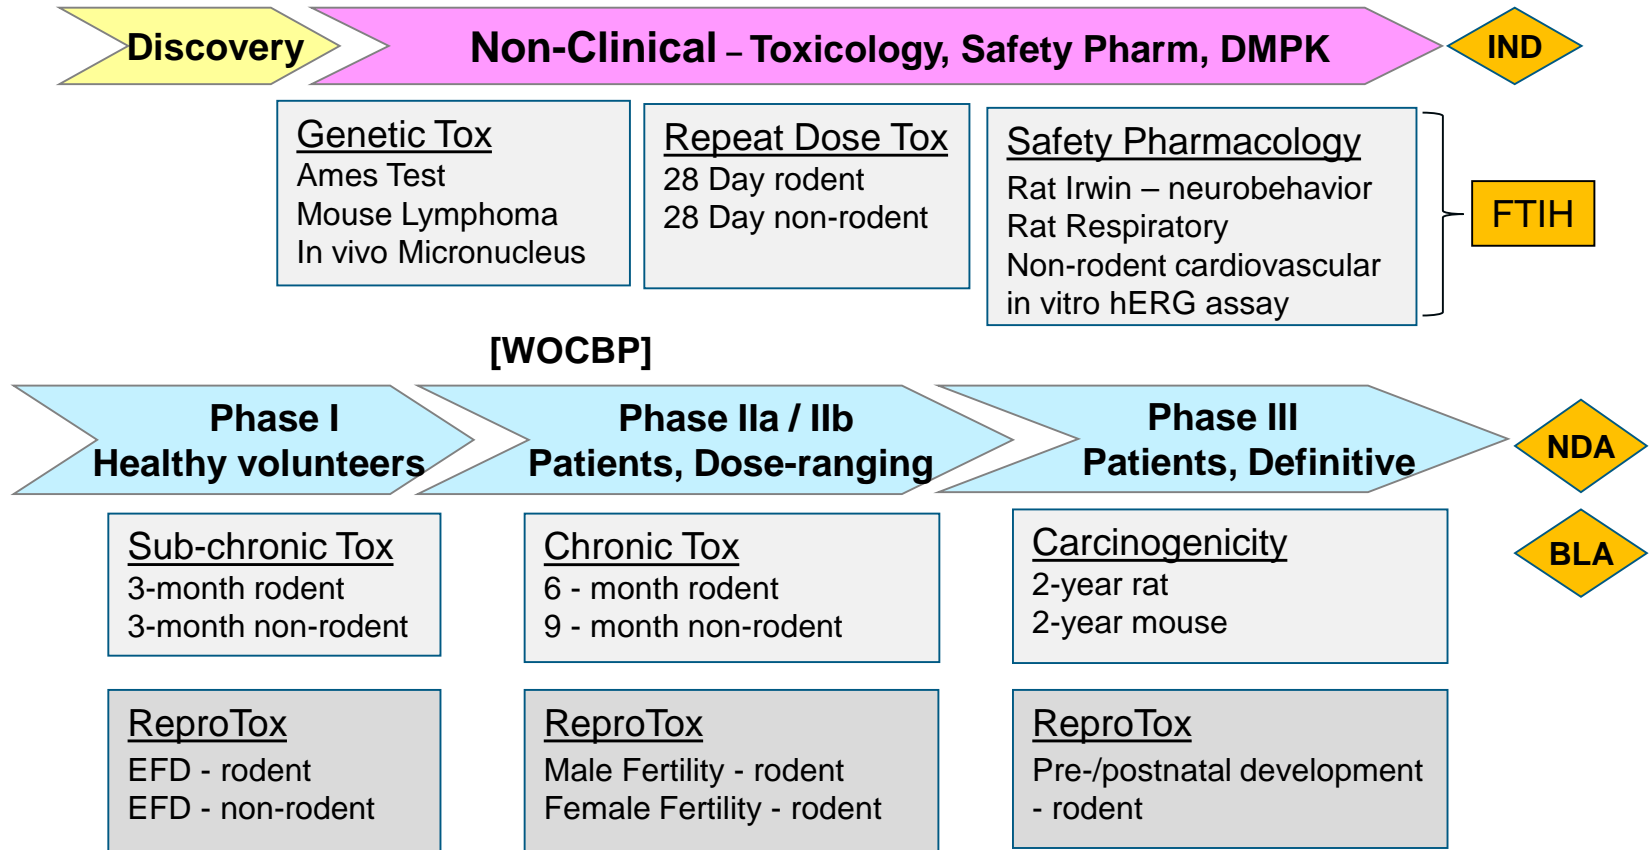 Discovery
Non-Clinical – Toxicology, Safety Pharm, DMPK
IND
Genetic Tox
Ames Test
Mouse Lymphoma
In vivo Micronucleus
Repeat Dose Tox
28 Day rodent
28 Day non-rodent
Safety Pharmacology
Rat Irwin – neurobehavior
Rat Respiratory
Non-rodent cardiovascular
in vitro hERG assay
FTIH
[WOCBP]
Phase I
Healthy volunteers
Phase IIa / IIb
Patients, Dose-ranging
Phase III
Patients, Definitive
NDA
BLA
Sub-chronic Tox
3-month rodent
3-month non-rodent
Chronic Tox
6 - month rodent
9 - month non-rodent
Carcinogenicity
2-year rat
2-year mouse
ReproTox
EFD - rodent
EFD - non-rodent
ReproTox
Male Fertility - rodent
Female Fertility - rodent
ReproTox
Pre-/postnatal development
- rodent